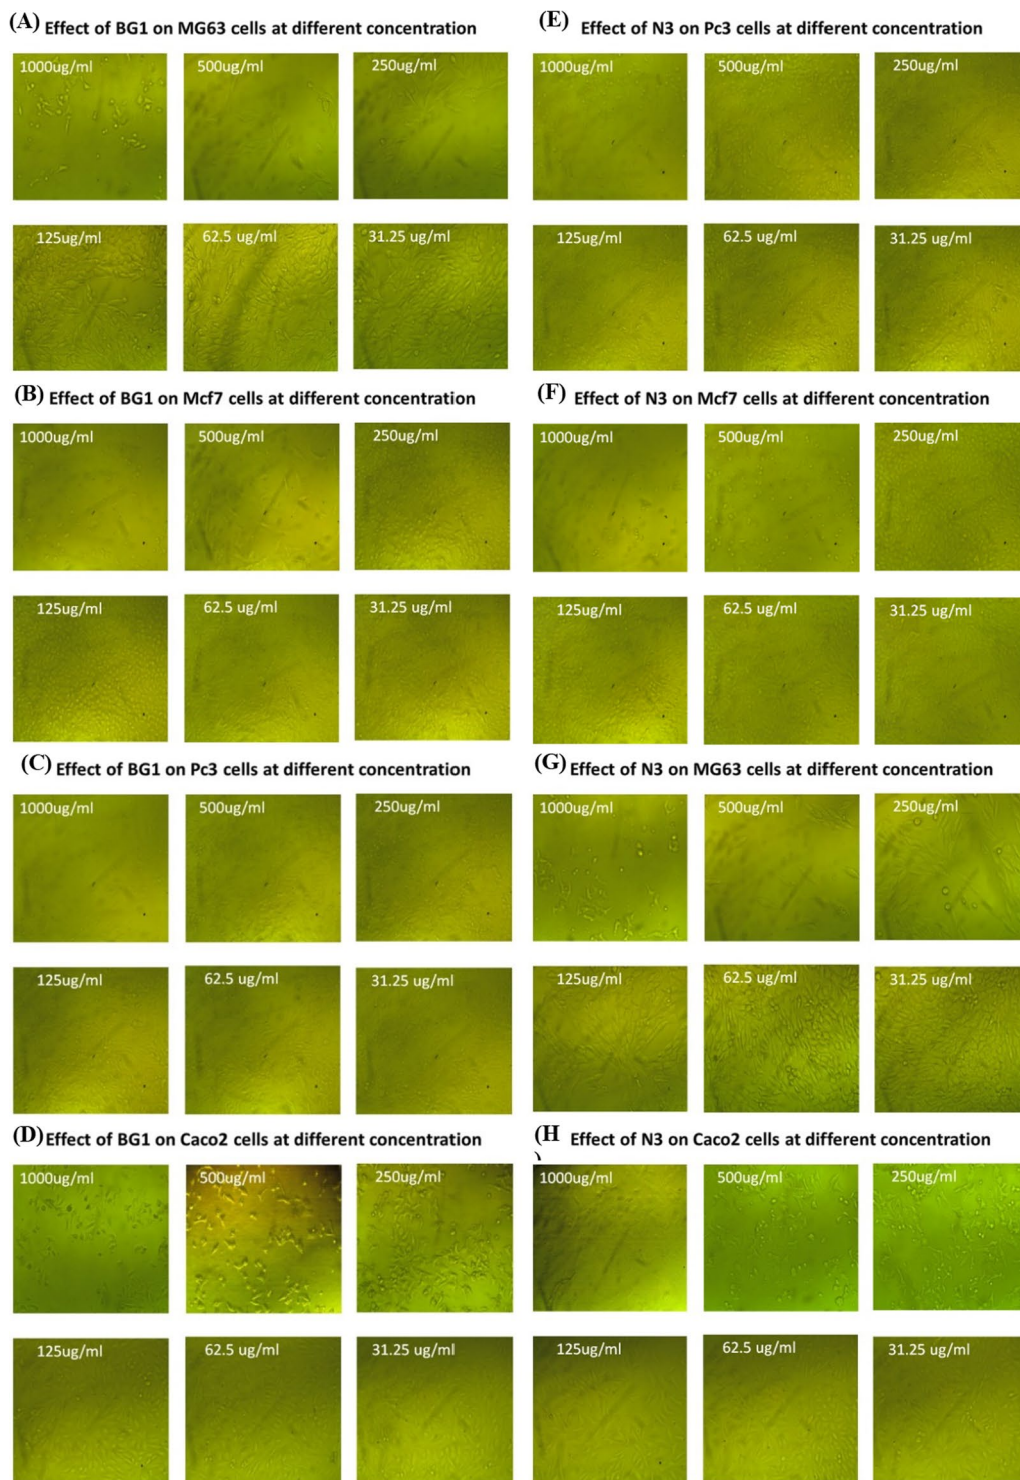 (A) Effect of BG1 on MG63 cells at different concentration
1000ug/ml 500ug/ml 250ug/ml
125ug/ml 62.5 ug/ml 31.25 ug/ml
(B) Effect of BG1 on Mcf7 cells at different concentration
1000ug/ml 500ug/ml 250ug/ml
125ug/ml 62.5 ug/ml 31.25 ug/ml
(C) Effect of BG1 on Pc3 cells at different concentration
1000ug/ml 500ug/ml 250ug/ml
125ug/ml 62.5 ug/ml 31.25 ug/ml
(D) Effect of BG1 on Caco2 cells at different concentration
1000ug/ml 500ug/ml 250ug/ml
125ug/ml 62.5 ug/ml 31.25 ug/ml
(E) Effect of N3 on Pc3 cells at different concentration
1000ug/ml 500ug/ml 250ug/ml
125ug/ml 62.5 ug/ml 31.25 ug/ml
(F) Effect of N3 on Mcf7 cells at different concentration
1000ug/ml 500ug/ml 250ug/ml
125ug/ml 62.5 ug/ml 31.25 ug/ml
(G) Effect of N3 on MG63 cells at different concentration
1000ug/ml 500ug/ml 250ug/ml
125ug/ml 62.5 ug/ml 31.25 ug/ml
(H Effect of N3 on Caco2 cells at different concentration
)
1000ug/ml 500ug/ml 250ug/ml
125ug/ml 62.5 ug/ml 31.25 ug/ml